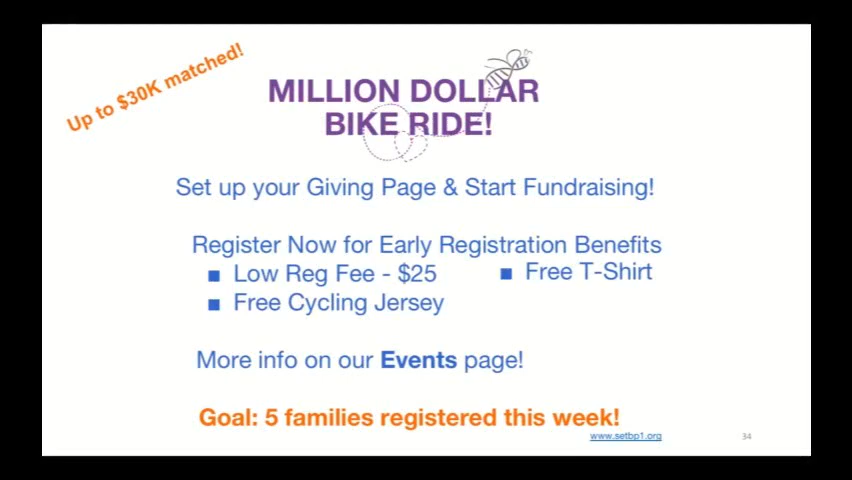 Up to $30K matched!
MILLION DOLLAR
BIKE RIDE!
Set up your Giving Page & Start Fundraising!
Register Now for Early Registration Benefits
■ Low Reg Fee - $25
■ Free T-Shirt
■ Free Cycling Jersey
More info on our Events page!
Goal: 5 families registered this week!
www.setbp1.org
34